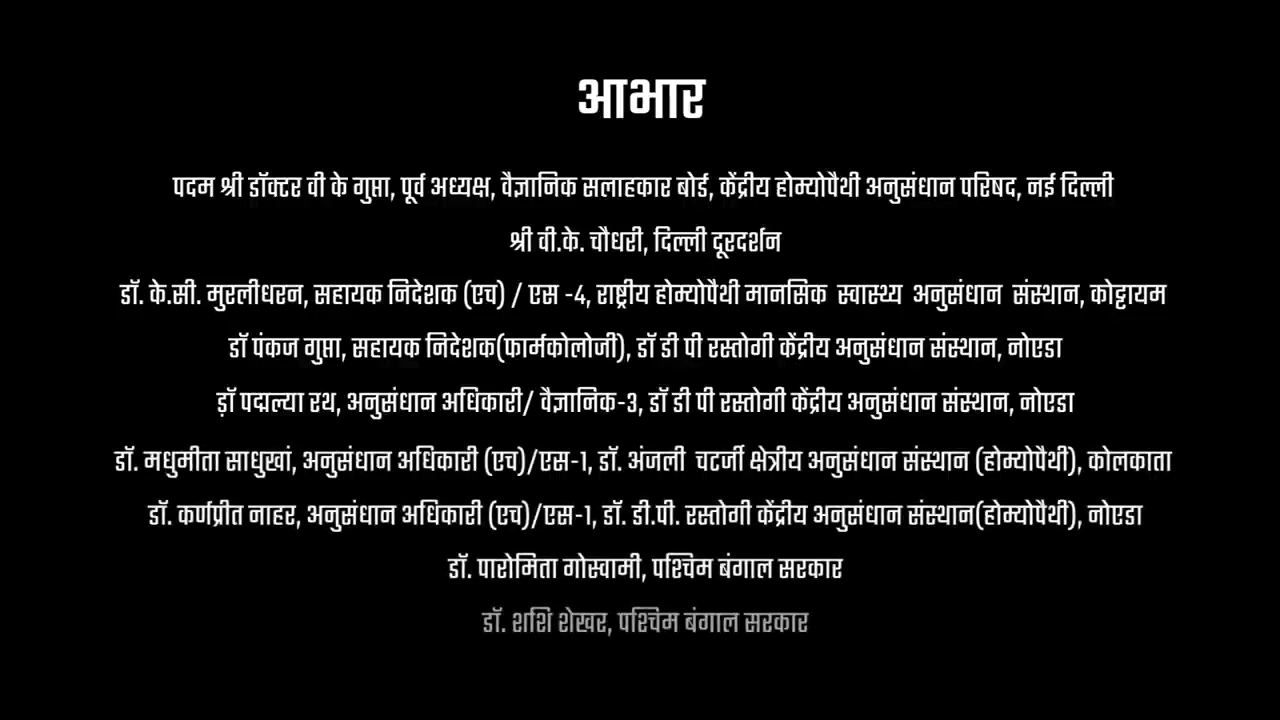 आभार
पदम श्री डॉक्टर वी के गुप्ता, पूर्व अध्यक्ष, वैज्ञानिक सलाहकार बोर्ड, केंद्रीय होम्योपैथी अनुसंधान परिषद, नई दिल्ली
श्री वी.के. चौधरी, दिल्ली दूरदर्शन
डॉ. के.सी. मुरलीधरन, सहायक निदेशक (एच) / एस -4, राष्ट्रीय होम्योपैथी मानसिक स्वास्थ्य अनुसंधान संस्थान, कोट्टायम
डॉ पंकज गुप्ता, सहायक निदेशक(फार्मकोलोजी), डॉ डी पी रस्तोगी केंद्रीय अनुसंधान संस्थान, नोएडा
ड़ॉ पद्मल्या रथ, अनुसंधान अधिकारी/ वैज्ञानिक-3, डॉ डी पी रस्तोगी केंद्रीय अनुसंधान संस्थान, नोएडा
डॉ. मधुमीता साधुखां, अनुसंधान अधिकारी (एच)/एस-1, डॉ. अंजली चटर्जी क्षेत्रीय अनुसंधान संस्थान (होम्योपैथी), कोलकाता
डॉ. कर्णप्रीत नाहर, अनुसंधान अधिकारी (एच)/एस-1, डॉ. डी.पी. रस्तोगी केंद्रीय अनुसंधान संस्थान(होम्योपैथी), नोएडा
डॉ. पारोमिता गोस्वामी, पश्चिम बंगाल सरकार
डॉ. शशि शेखर, पश्चिम बंगाल सरकार